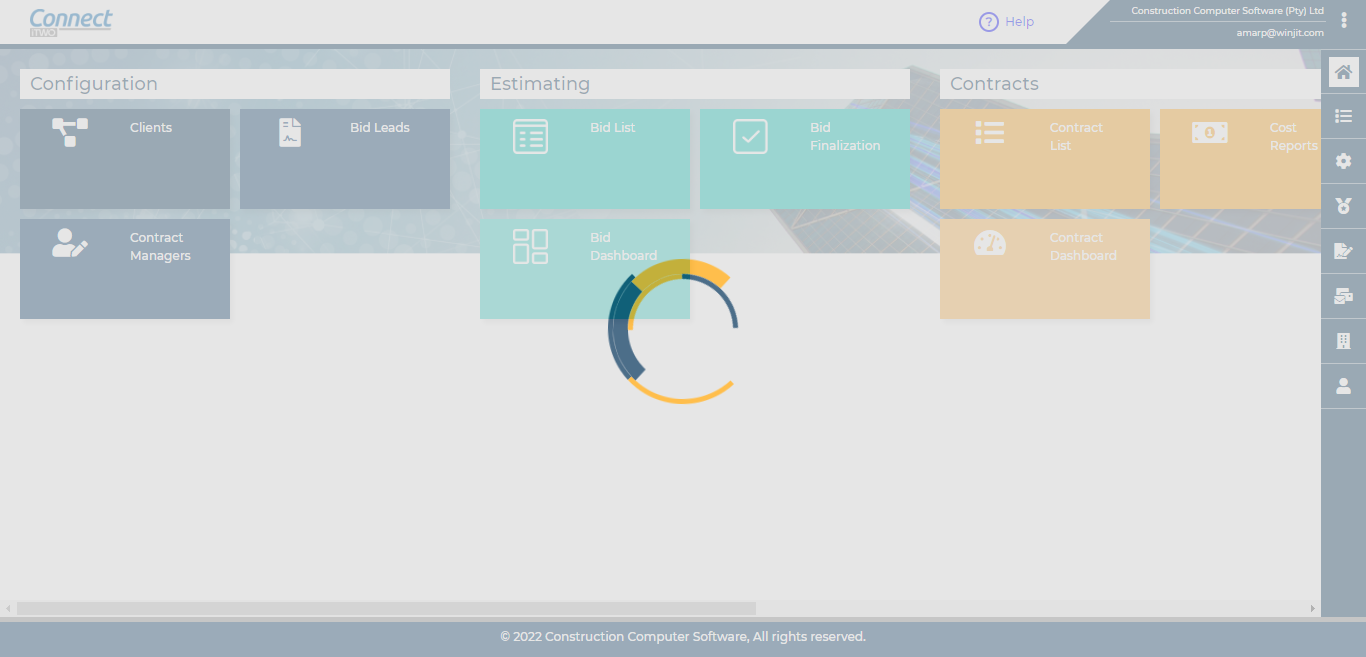 Connect
iTWO
? Help
Construction Computer Software (Pty) Ltd
amarp@winjit.com
Configuration
Estimating
Contracts
Clients
Bid Leads
Bid List
Bid
Finalization
Contract
List
1
Cost
Reports
Contract
Managers
Bid
Dashboard
Contract
Dashboard
© 2022 Construction Computer Software, All rights reserved.